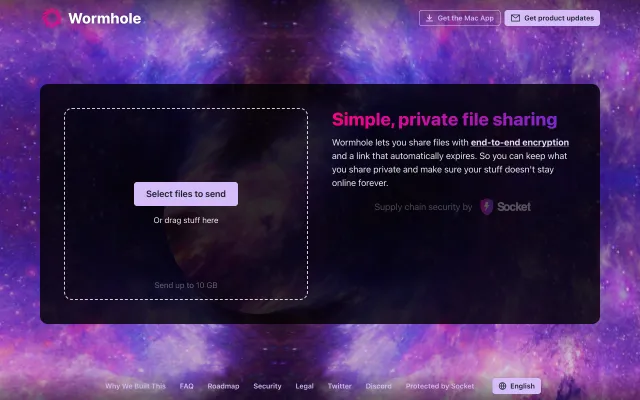 Wormhole
Get the Mac App
Get product updates
Select files to send
Or drag stuff here
Send up to 10 GB
Simple, private file sharing
Wormhole lets you share files with end-to-end encryption
and a link that automatically expires. So you can keep what
you share private and make sure your stuff doesn't stay
online forever.
Supply chain security by Socket
Why We Built This FAQ Roadmap Security Legal Twitter Discord Protected by Socket English